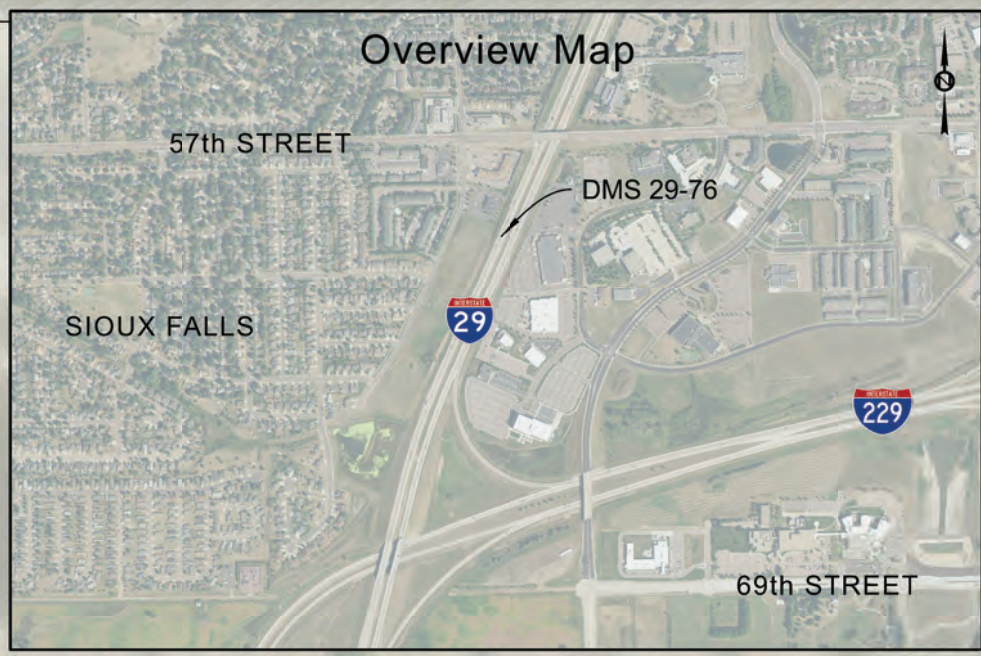 Overview Map
N
57th STREET
DMS 29-76
INTERSTATE
29
SIOUX FALLS
INTERSTATE
229
69th STREET